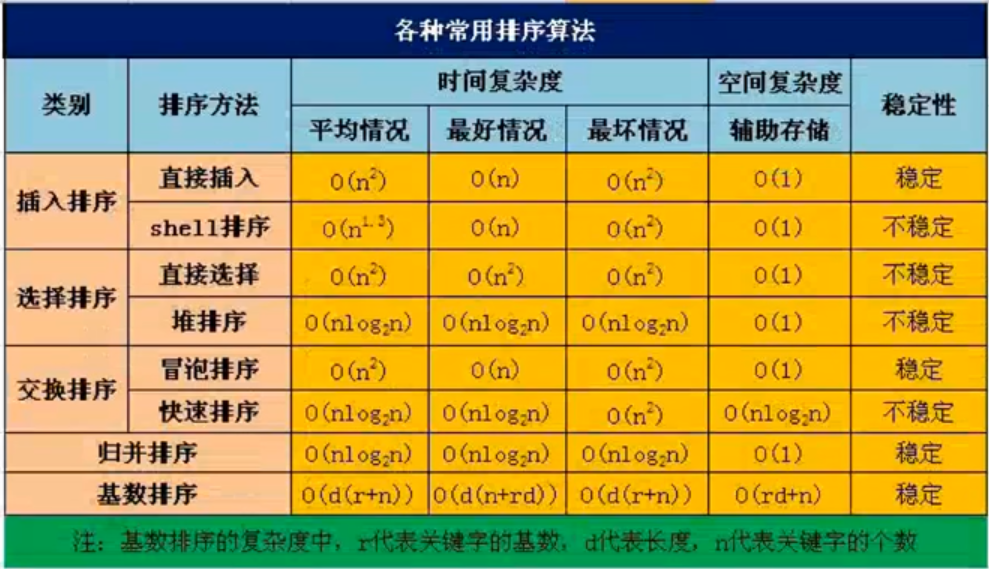 各种常用排序算法
类别 排序方法 时间复杂度 空间复杂度 稳定性
平均情况 最好情况 最坏情况 辅助存储
插入排序 直接插入 O(n²) O(n) O(n²) O(1) 稳定
shell排序 O(n¹·³) O(n) O(n²) O(1) 不稳定
选择排序 直接选择 O(n²) O(n²) O(n²) O(1) 不稳定
堆排序 O(nlog₂n) O(nlog₂n) O(nlog₂n) O(1) 不稳定
交换排序 冒泡排序 O(n²) O(n) O(n²) O(1) 稳定
快速排序 O(nlog₂n) O(nlog₂n) O(n²) O(nlog₂n) 不稳定
归并排序 O(nlog₂n) O(nlog₂n) O(nlog₂n) O(1) 稳定
基数排序 O(d(r+n)) O(d(n+rd)) O(d(r+n)) O(rd+n) 稳定
注：基数排序的复杂度中，r代表关键字的基数，d代表长度，n代表关键字的个数